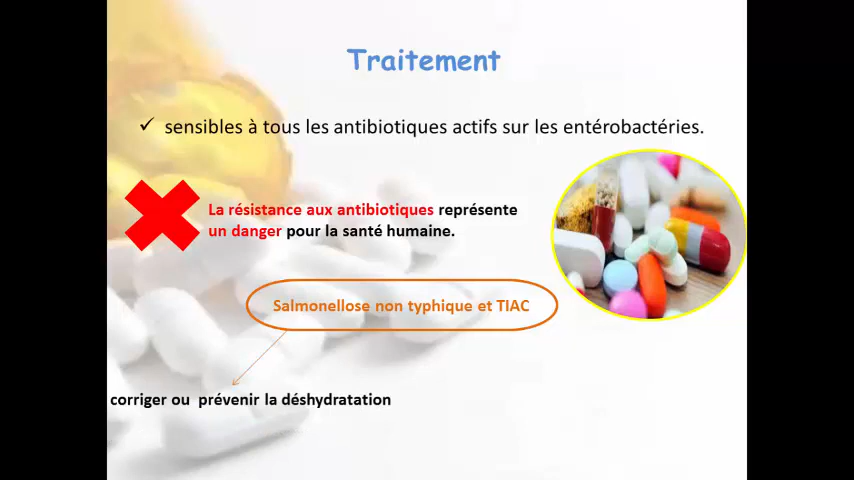 Traitement
✓ sensibles à tous les antibiotiques actifs sur les entérobactéries.
La résistance aux antibiotiques représente
un danger pour la santé humaine.
Salmonellose non typhique et TIAC
corriger ou prévenir la déshydratation